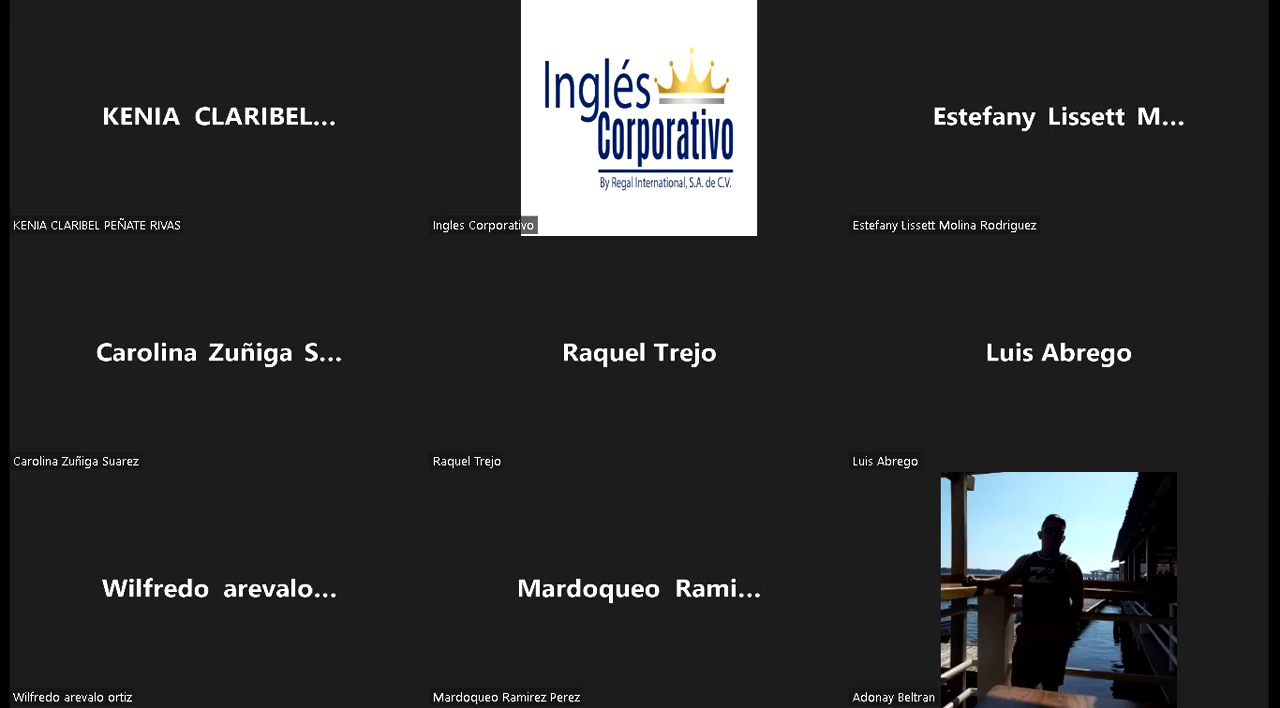 KENIA CLARIBEL...
KENIA CLARIBEL PEÑATE RIVAS
Inglés
Corporativo
By Regal International, S.A. de C.V.
Ingles Corporativo
Estefany Lissett M...
Estefany Lissett Molina Rodriguez
Carolina Zuñiga S...
Carolina Zuñiga Suarez
Raquel Trejo
Raquel Trejo
Luis Abrego
Luis Abrego
Wilfredo arevalo...
Wilfredo arevalo ortiz
Mardoqueo Rami...
Mardoqueo Ramirez Perez
Adonay Beltran